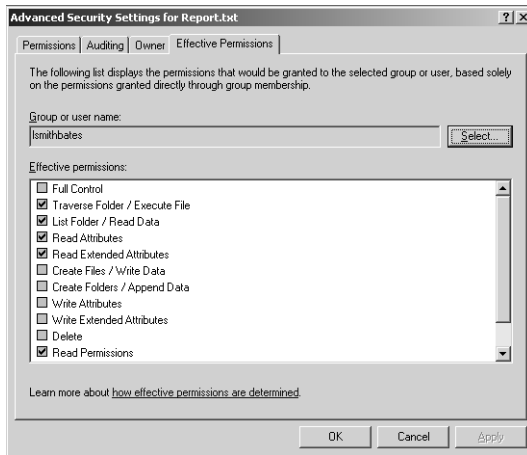 Advanced Security Settings for Report.txt
Permissions Auditing Owner Effective Permissions
The following list displays the permissions that would be granted to the selected group or user, based solely
on the permissions granted directly through group membership.
Group or user name:
lsmithbates
Select...
Effective permissions:
Full Control
Traverse Folder / Execute File
List Folder / Read Data
Read Attributes
Read Extended Attributes
Create Files / Write Data
Create Folders / Append Data
Write Attributes
Write Extended Attributes
Delete
Read Permissions
Learn more about how effective permissions are determined.
OK Cancel Apply